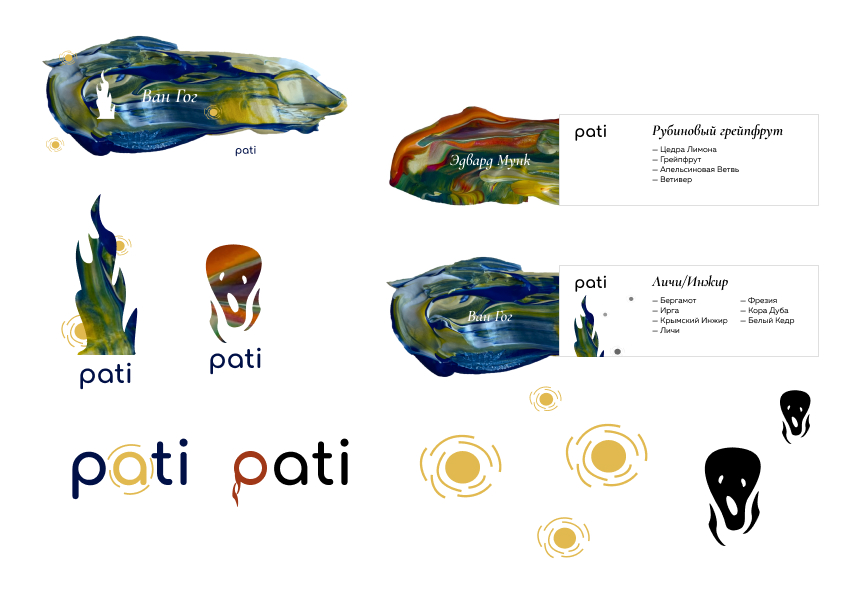 Ван Гог
pati
Эдвард Мунк
pati
Рубиновый грейпфрут
— Цедра Лимона
— Грейпфрут
— Апельсиновая Ветвь
— Ветивер
pati
pati
Ван Гог
pati
Личи/Инжир
— Бергамот
— Ирга
— Крымский Инжир
— Личи
— Фрезия
— Кора Дуба
— Белый Кедр
pati
pati